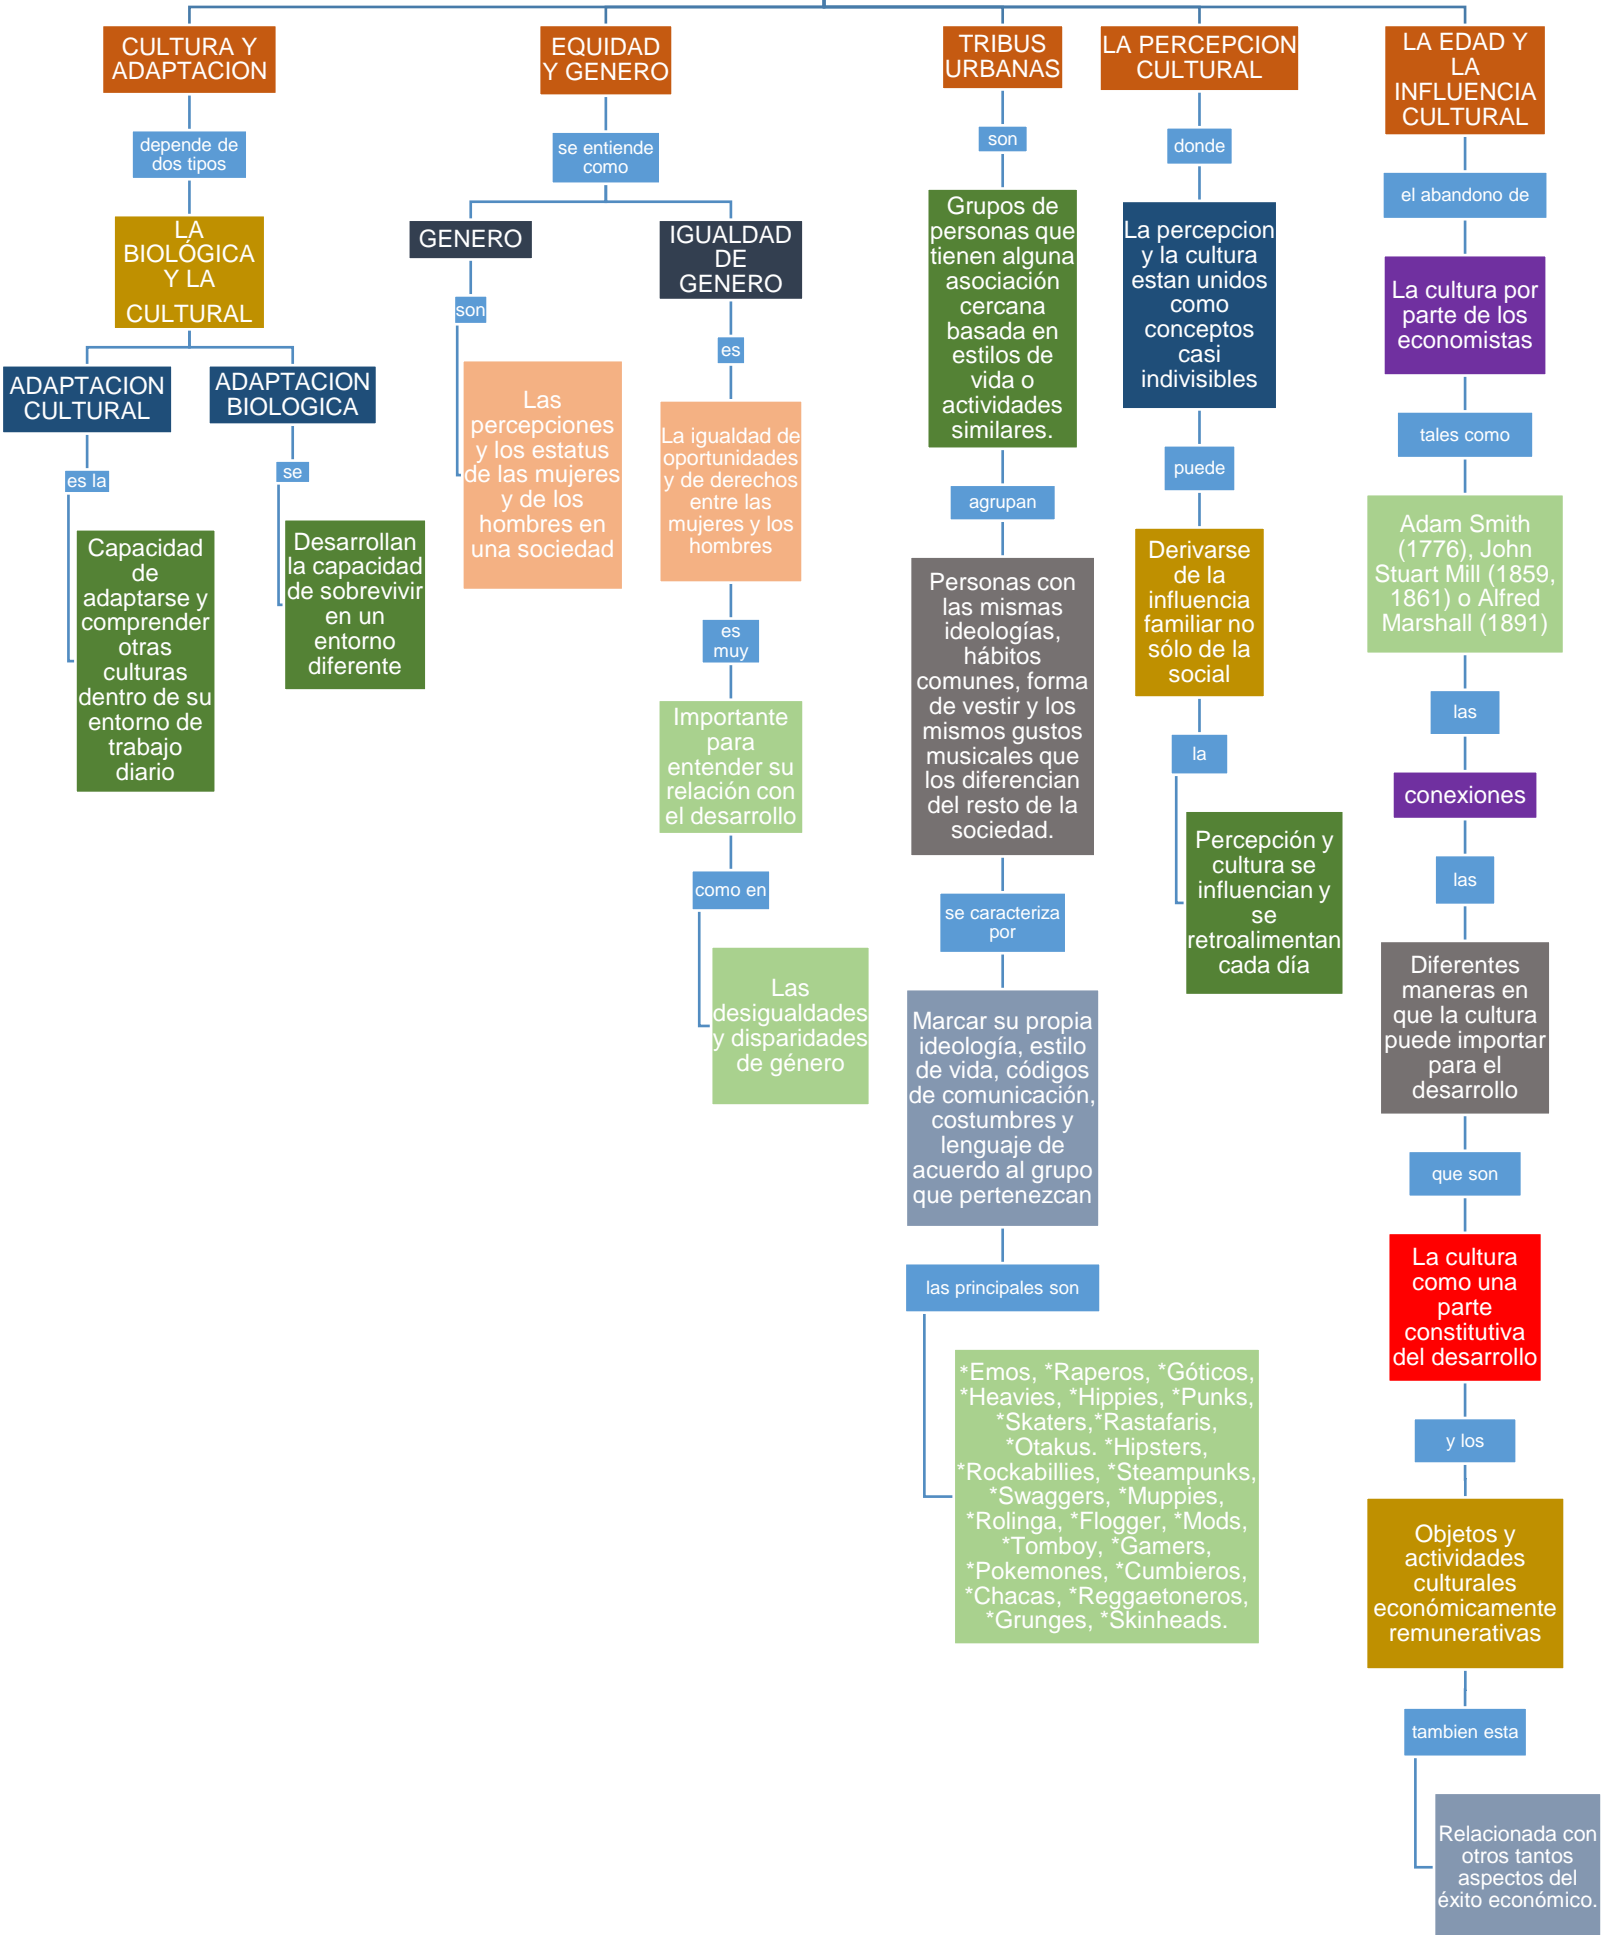 CULTURA Y
ADAPTACION
depende de
dos tipos
LA
BIOLÓGICA
Y LA
CULTURAL
ADAPTACION
CULTURAL
es la
Capacidad
de
adaptarse y
comprender
otras
culturas
dentro de su
entorno de
trabajo
diario
ADAPTACION
BIOLOGICA
se
Desarrollan
la capacidad
de sobrevivir
en un
entorno
diferente
EQUIDAD
Y GENERO
se entiende
como
GENERO
son
Las
percepciones
y los estatus
de las mujeres
y de los
hombres en
una sociedad
IGUALDAD
DE
GENERO
es
La igualdad de
oportunidades
y de derechos
entre las
mujeres y los
hombres
es
muy
Importante
para
entender su
relación con
el desarrollo
como en
Las
desigualdades
y disparidades
de género
TRIBUS
URBANAS
son
Grupos de
personas que
tienen alguna
asociación
cercana
basada en
estilos de
vida o
actividades
similares.
agrupan
Personas con
las mismas
ideologías,
hábitos
comunes, forma
de vestir y los
mismos gustos
musicales que
los diferencian
del resto de la
sociedad.
se caracteriza
por
Marcar su propia
ideología, estilo
de vida, códigos
de comunicación,
costumbres y
lenguaje de
acuerdo al grupo
que pertenezcan
las principales son
*Emos, *Raperos, *Góticos,
*Heavies, *Hippies, *Punks,
*Skaters,*Rastafaris,
*Otakus. *Hipsters,
*Rockabillies, *Steampunks,
*Swaggers, *Muppies,
*Rolinga, *Flogger, *Mods,
*Tomboy, *Gamers,
*Pokemones, *Cumbieros,
*Chacas, *Reggaetoneros,
*Grunges, *Skinheads.
LA PERCEPCION
CULTURAL
donde
La percepcion
y la cultura
estan unidos
como
conceptos
casi
indivisibles
puede
Derivarse
de la
influencia
familiar no
sólo de la
social
la
Percepción y
cultura se
influencian y
se
retroalimentan
cada día
LA EDAD Y
LA
INFLUENCIA
CULTURAL
el abandono de
La cultura por
parte de los
economistas
tales como
Adam Smith
(1776), John
Stuart Mill (1859,
1861) o Alfred
Marshall (1891)
las
conexiones
las
Diferentes
maneras en
que la cultura
puede importar
para el
desarrollo
que son
La cultura
como una
parte
constitutiva
del desarrollo
y los
Objetos y
actividades
culturales
económicamente
remunerativas
tambien esta
Relacionada con
otros tantos
aspectos del
éxito económico.